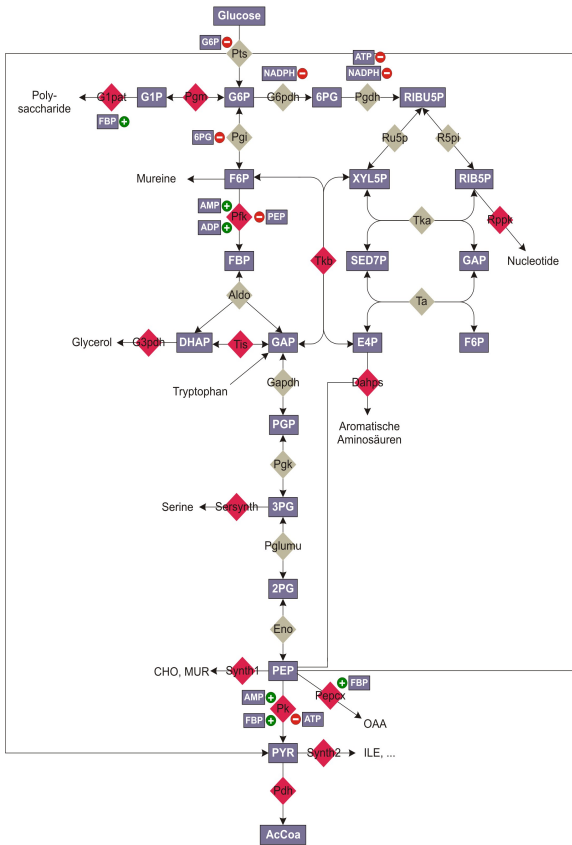 Glucose
G6P
Pts
ATP
NADPH
NADPH
Poly-
saccharide
G1pat
G1P
Pgm
G6P
G6pdh
6PG
Pgdh
RIBU5P
FBP
6PG
Pgi
Ru5p
R5pi
Mureine
F6P
XYL5P
RIB5P
AMP
ADP
Pfk
PEP
Tka
Rppk
FBP
Tkb
SED7P
GAP
Nucleotide
Aldo
Ta
Glycerol
G3pdh
DHAP
Tis
GAP
E4P
F6P
Tryptophan
Gapdh
Dahps
PGP
Aromatische
Aminosäuren
Pgk
Serine
Sersynth
3PG
Pglumu
2PG
Eno
CHO, MUR
Synth1
PEP
FBP
Pepcx
AMP
FBP
Pk
ATP
OAA
PYR
Synth2
ILE, ...
Pdh
AcCoa